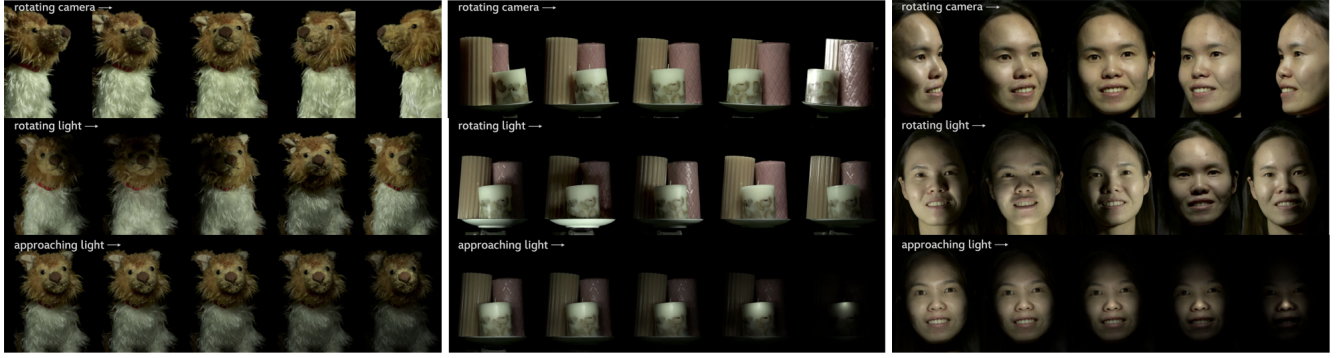 rotating camera →
rotating light →
approaching light →
rotating camera →
rotating light →
approaching light →
rotating camera →
rotating light →
approaching light →